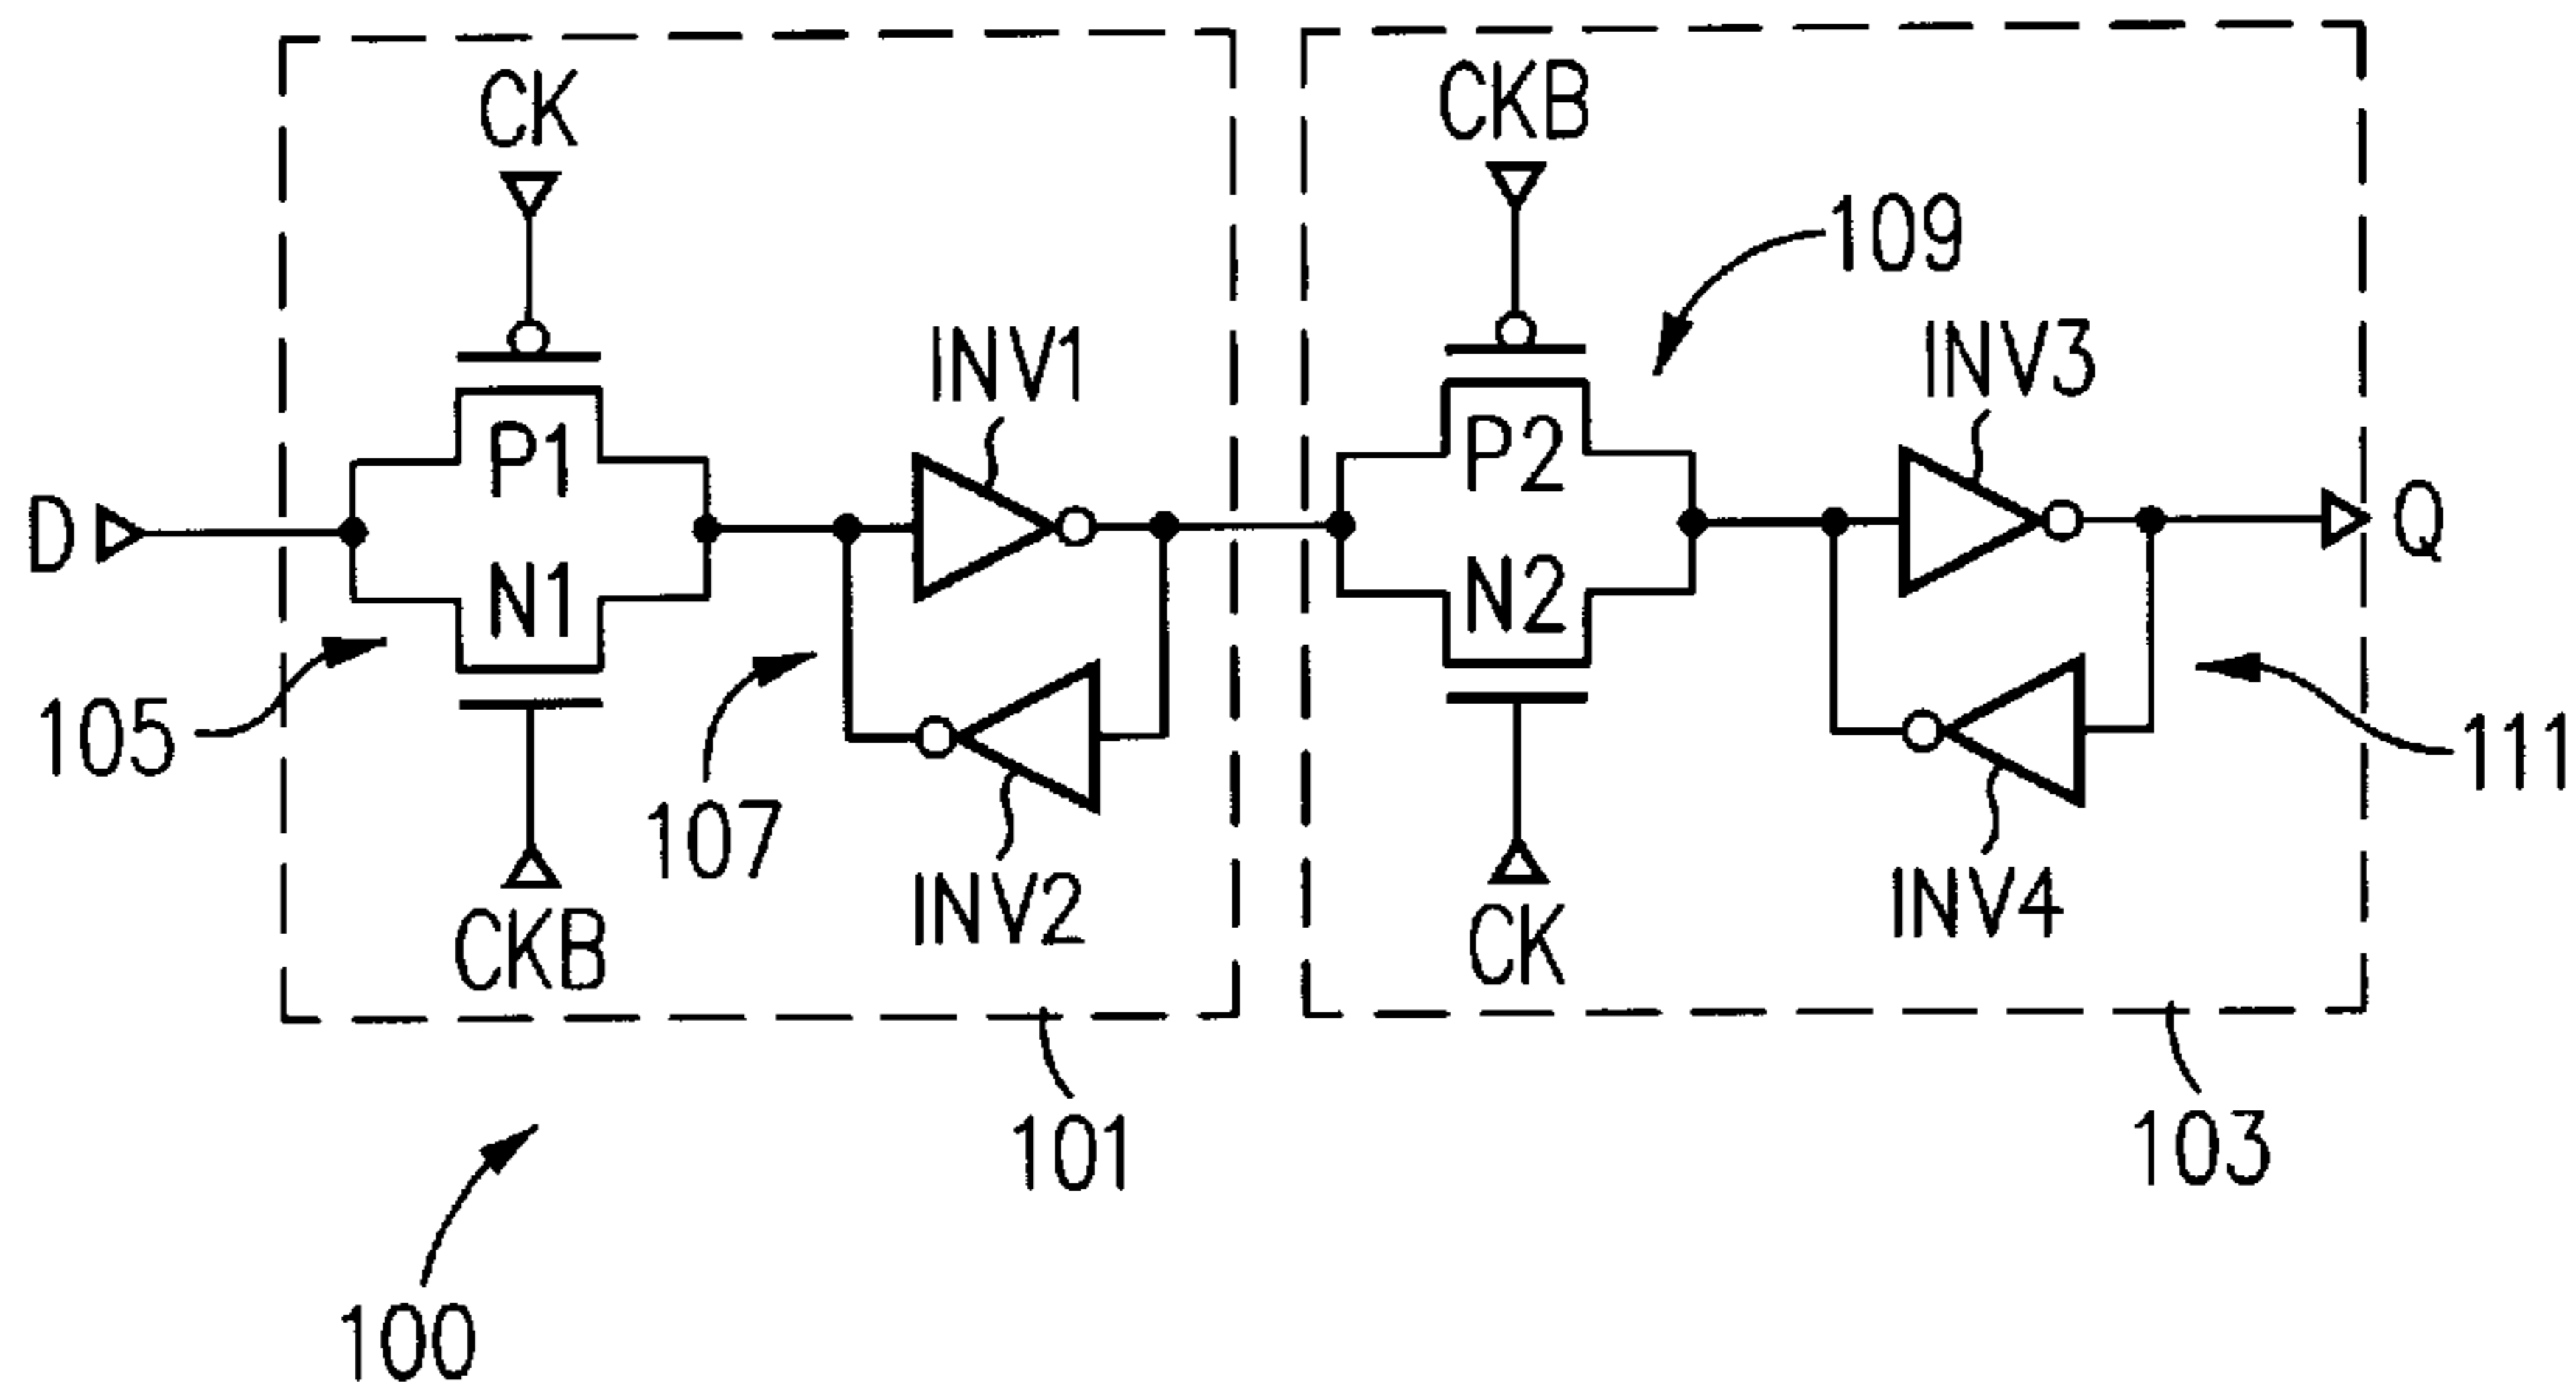 CK
CKB
109
INV1
INV3
P1
P2
D
Q
N1
N2
105
107
111
INV2
INV4
CKB
CK
101
103
100